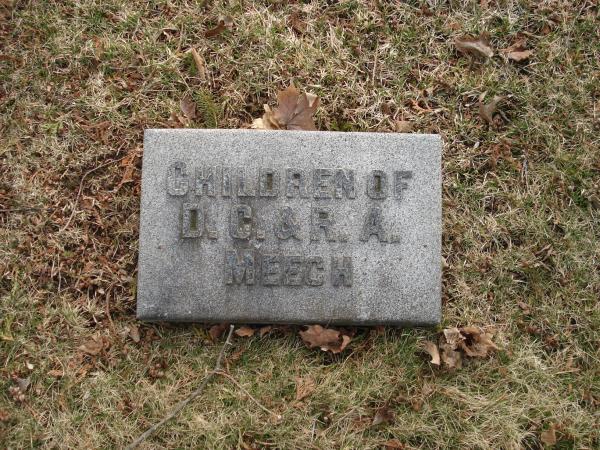 CHILDREN OF
D. C. & R. A.
MEECH